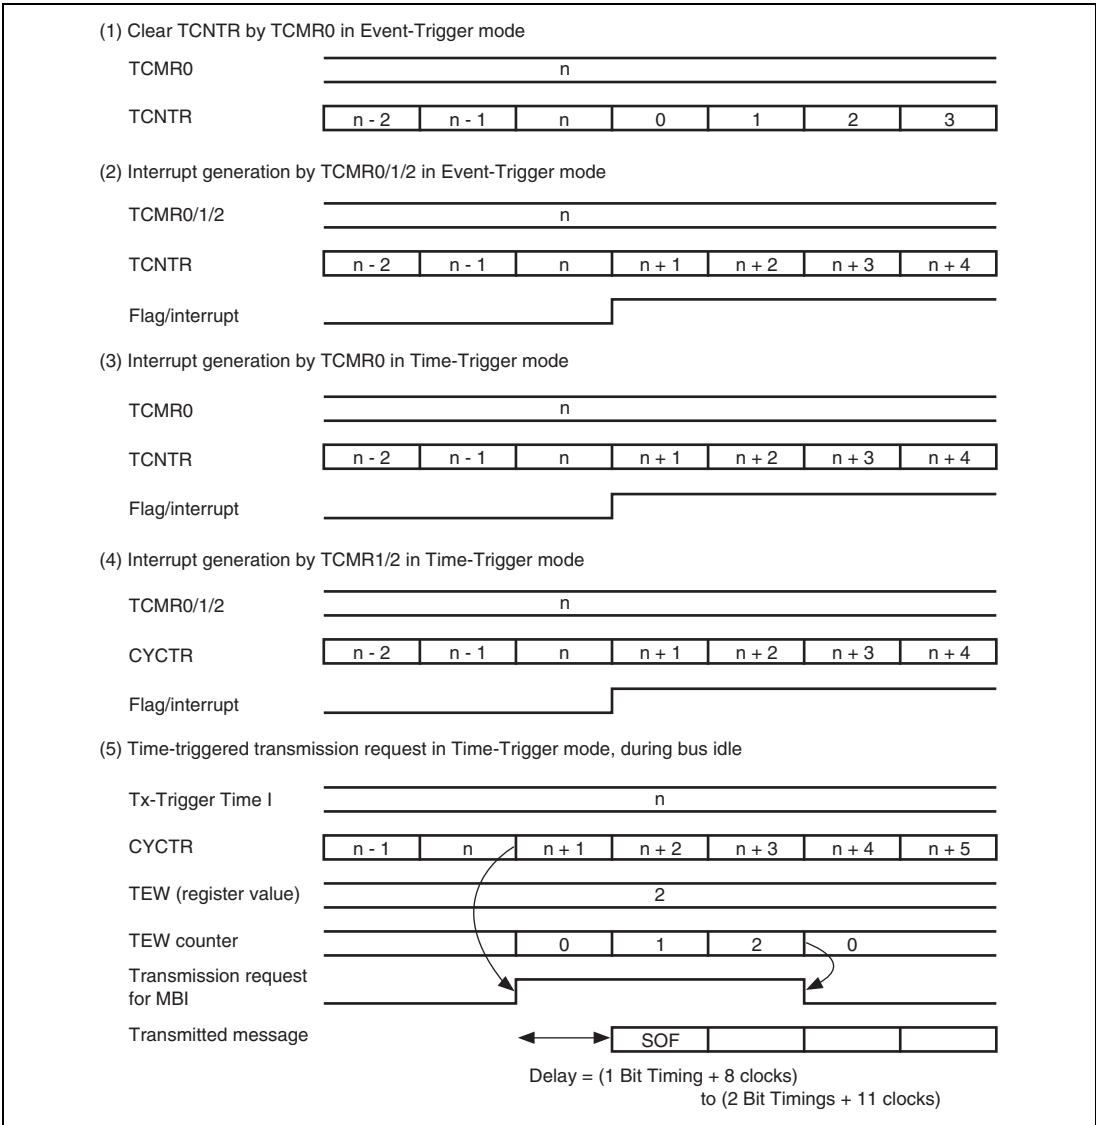 (1) Clear TCNTR by TCMR0 in Event-Trigger mode
TCMR0 n
TCNTR n - 2 n - 1 n 0 1 2 3
(2) Interrupt generation by TCMR0/1/2 in Event-Trigger mode
TCMR0/1/2 n
TCNTR n - 2 n - 1 n n + 1 n + 2 n + 3 n + 4
Flag/interrupt
(3) Interrupt generation by TCMR0 in Time-Trigger mode
TCMR0 n
TCNTR n - 2 n - 1 n n + 1 n + 2 n + 3 n + 4
Flag/interrupt
(4) Interrupt generation by TCMR1/2 in Time-Trigger mode
TCMR0/1/2 n
CYCTR n - 2 n - 1 n n + 1 n + 2 n + 3 n + 4
Flag/interrupt
(5) Time-triggered transmission request in Time-Trigger mode, during bus idle
Tx-Trigger Time I n
CYCTR n - 1 n n + 1 n + 2 n + 3 n + 4 n + 5
TEW (register value) 2
TEW counter 0 1 2 0
Transmission request
for MBI
Transmitted message SOF
Delay = (1 Bit Timing + 8 clocks)
to (2 Bit Timings + 11 clocks)